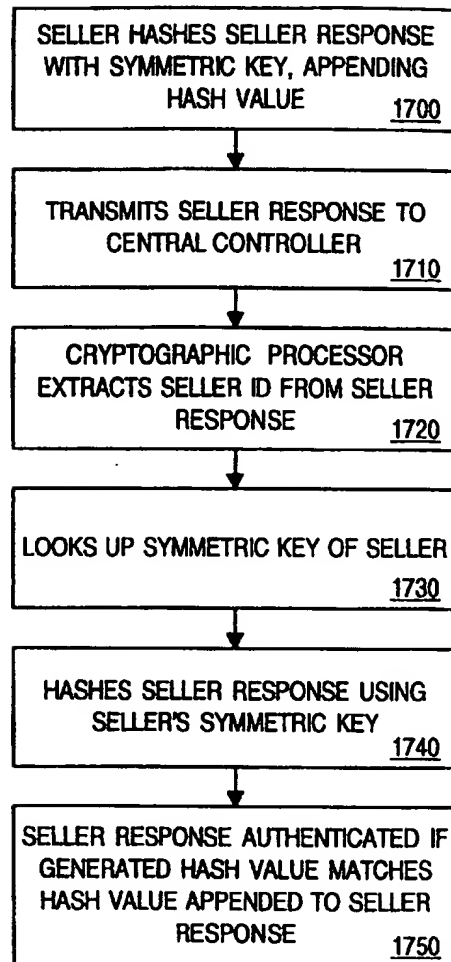 SELLER HASHES SELLER RESPONSE
WITH SYMMETRIC KEY, APPENDING
HASH VALUE
1700
TRANSMITS SELLER RESPONSE TO
CENTRAL CONTROLLER
1710
CRYPTOGRAPHIC PROCESSOR
EXTRACTS SELLER ID FROM SELLER
RESPONSE
1720
LOOKS UP SYMMETRIC KEY OF SELLER
1730
HASHES SELLER RESPONSE USING
SELLER'S SYMMETRIC KEY
1740
SELLER RESPONSE AUTHENTICATED IF
GENERATED HASH VALUE MATCHES
HASH VALUE APPENDED TO SELLER
RESPONSE
1750